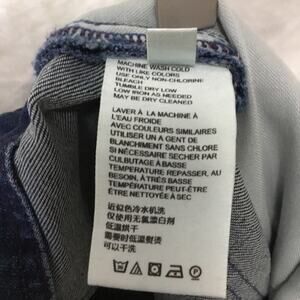 MACHINE WASH COLD
WITH LIKE COLORS
USE ONLY NON-CHLORINE
BLEACH
TUMBLE DRY LOW
LOW IRON AS NEEDED
MAY BE DRY CLEANED
LAVER À LA MACHINE À
L'EAU FROIDE
AVEC COULEURS SIMILAIRES
UTILISER UN A GENT DE
BLANCHIMENT SANS CHLORE
SI NÉCESSAIRE SECHER PAR
CULBUTAGE À BASSE
TEMPERATURE REPASSER, AU
BESOIN, À TRÈS BASSE
TEMPÉRATURE PEUT-ÊTRE
ÊTRE NETTOYÉE À SEC
近似色冷水机洗
仅使用无氯漂白剂
低温烘干
需要时低温熨烫
可以干洗